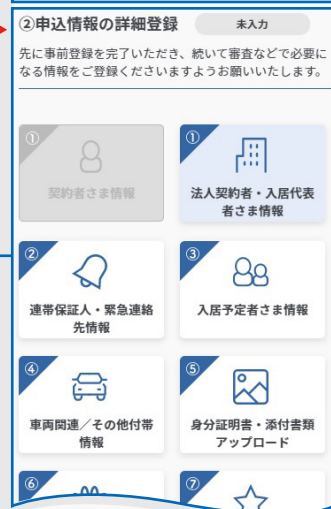 ②申込情報の詳細登録 未入力
先に事前登録を完了いただき、続いて審査などで必要に
なる情報をご登録くださいますようお願いいたします。
①
契約者さま情報
①
法人契約者・入居代表
者さま情報
②
連帯保証人・緊急連絡
先情報
③
入居予定者さま情報
④
車両関連／その他付帯
情報
⑤
身分証明書・添付書類
アップロード
⑥
⑦